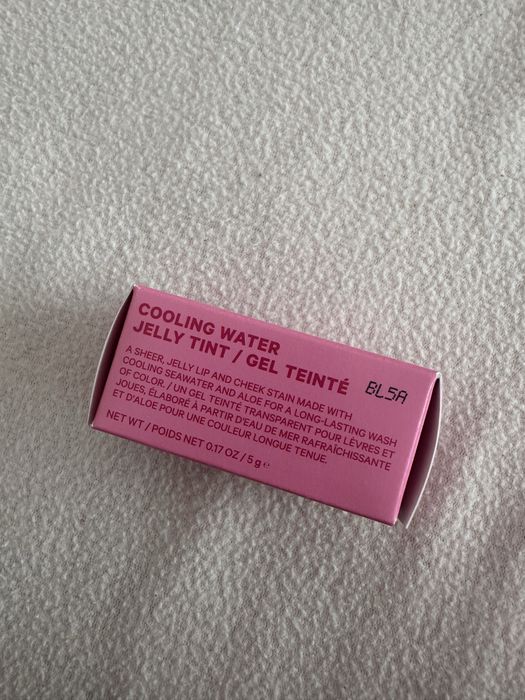 COOLING WATER
JELLY TINT / GEL TEINTÉ
A SHEER, JELLY LIP AND CHEEK STAIN MADE WITH
COOLING SEAWATER AND ALOE FOR A LONG-LASTING WASH
OF COLOR. / UN GEL TEINTÉ TRANSPARENT POUR LÈVRES ET
JOUES, ÉLABORÉ À PARTIR D'EAU DE MER RAFRAÎCHISSANTE
ET D'ALOE POUR UNE COULEUR LONGUE TENUE.
NET WT / POIDS NET 0.17 OZ / 5 g ℮
BL5A